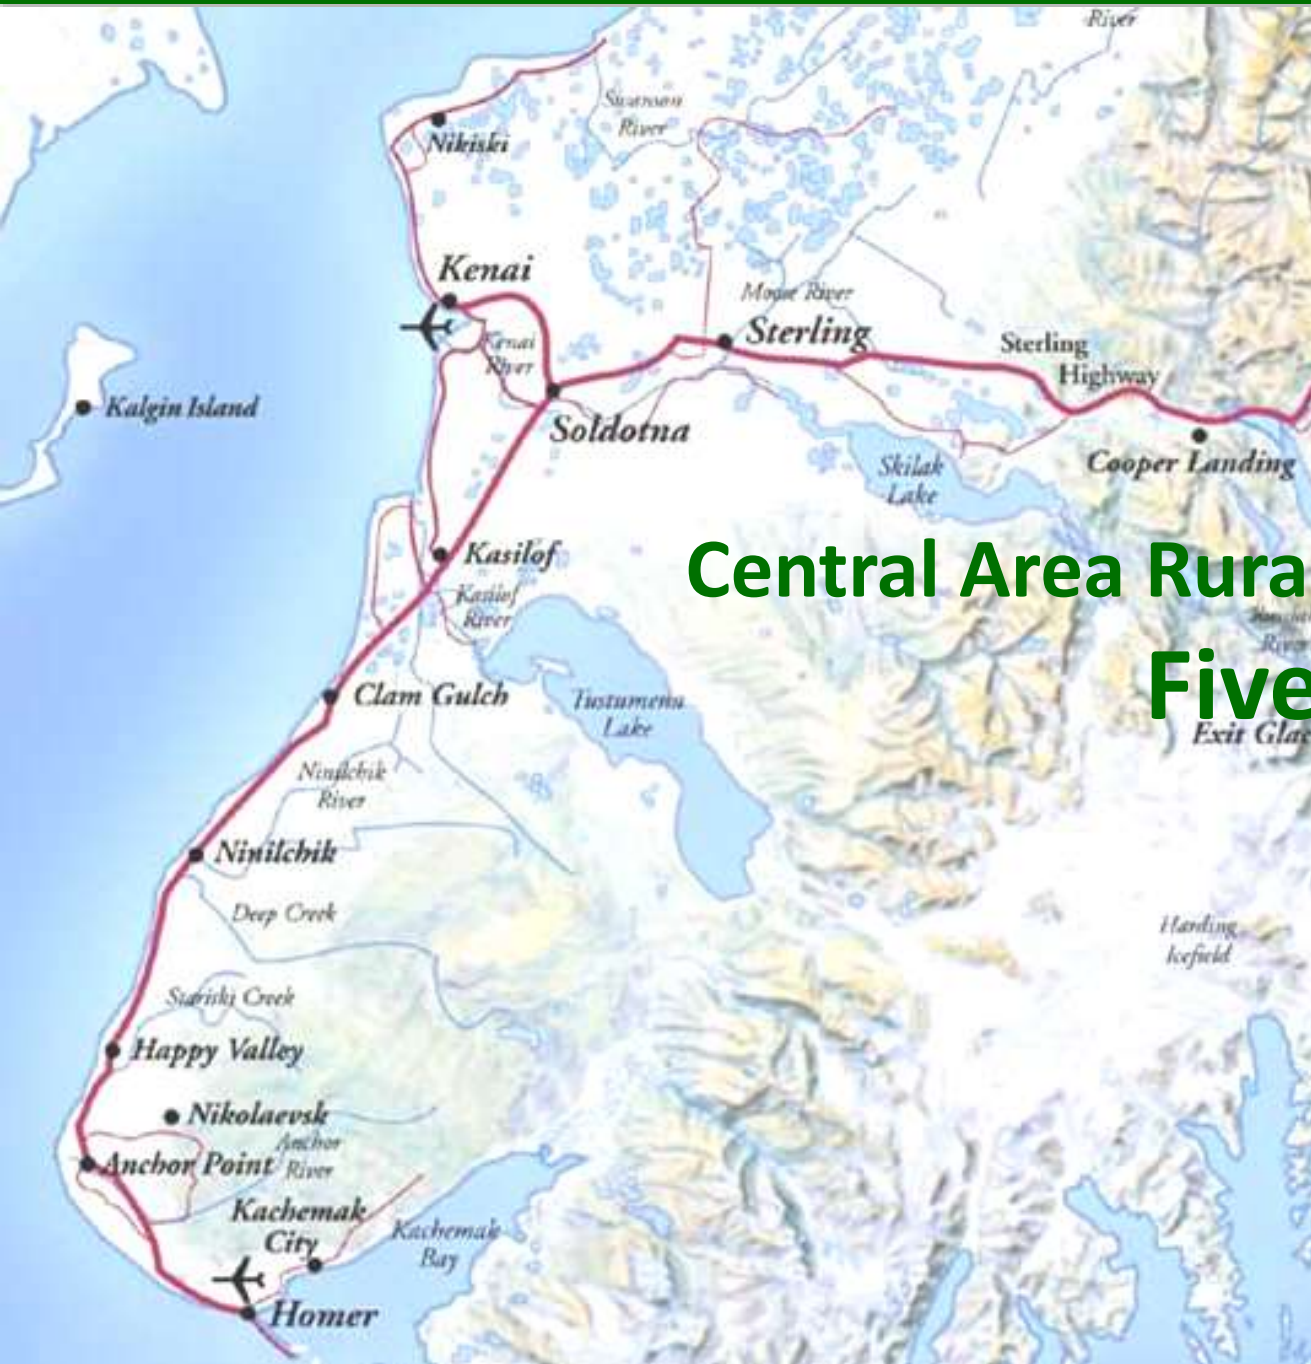 River
Swanson
River
Nikiski
Kenai
Moose River
Kenai
River
Sterling
Sterling
Highway
Kalgin Island
Soldotna
Cooper Landing
Skilak
Lake
Central Area Rura
Kasilof
Kasilof
River
River
Five
Clam Gulch
Tustumena
Lake
Exit Glac
Ninilchik
River
Ninilchik
Deep Creek
Harding
Icefield
Stariski Creek
Happy Valley
Nikolaevsk
Anchor
River
Anchor Point
Kachemak
City
Kachemak
Bay
Homer